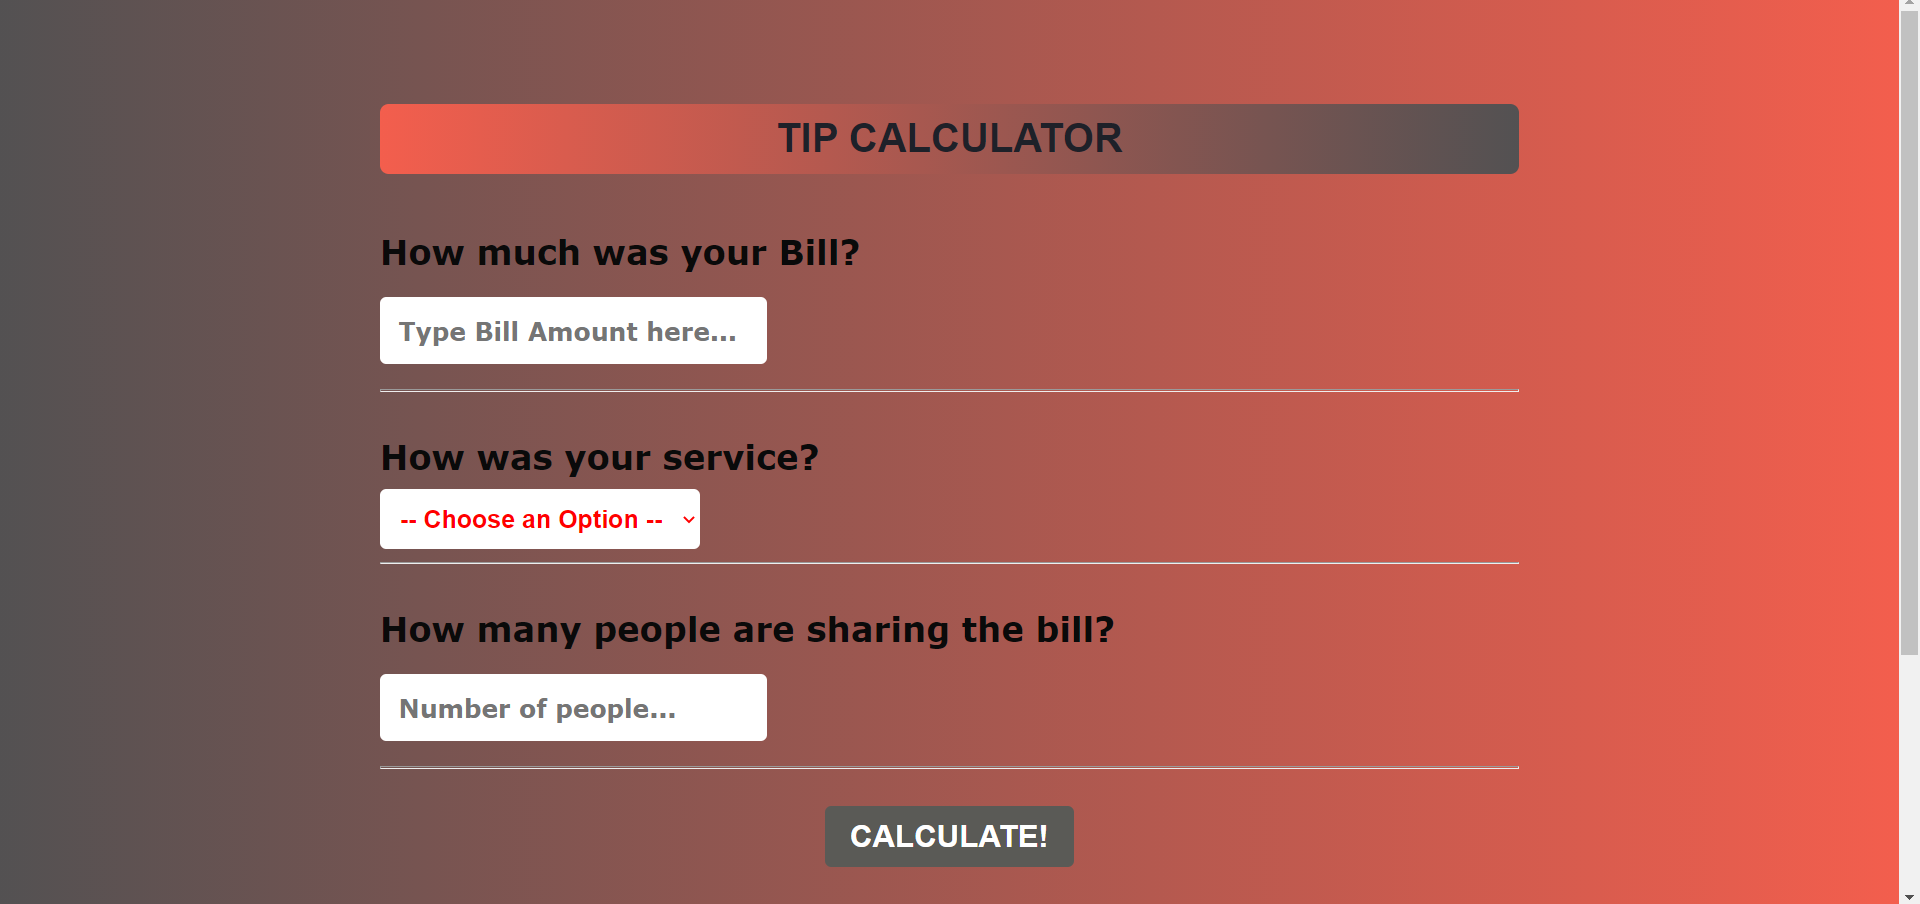 TIP CALCULATOR
How much was your Bill?
Type Bill Amount here...
How was your service?
-- Choose an Option --
How many people are sharing the bill?
Number of people...
CALCULATE!